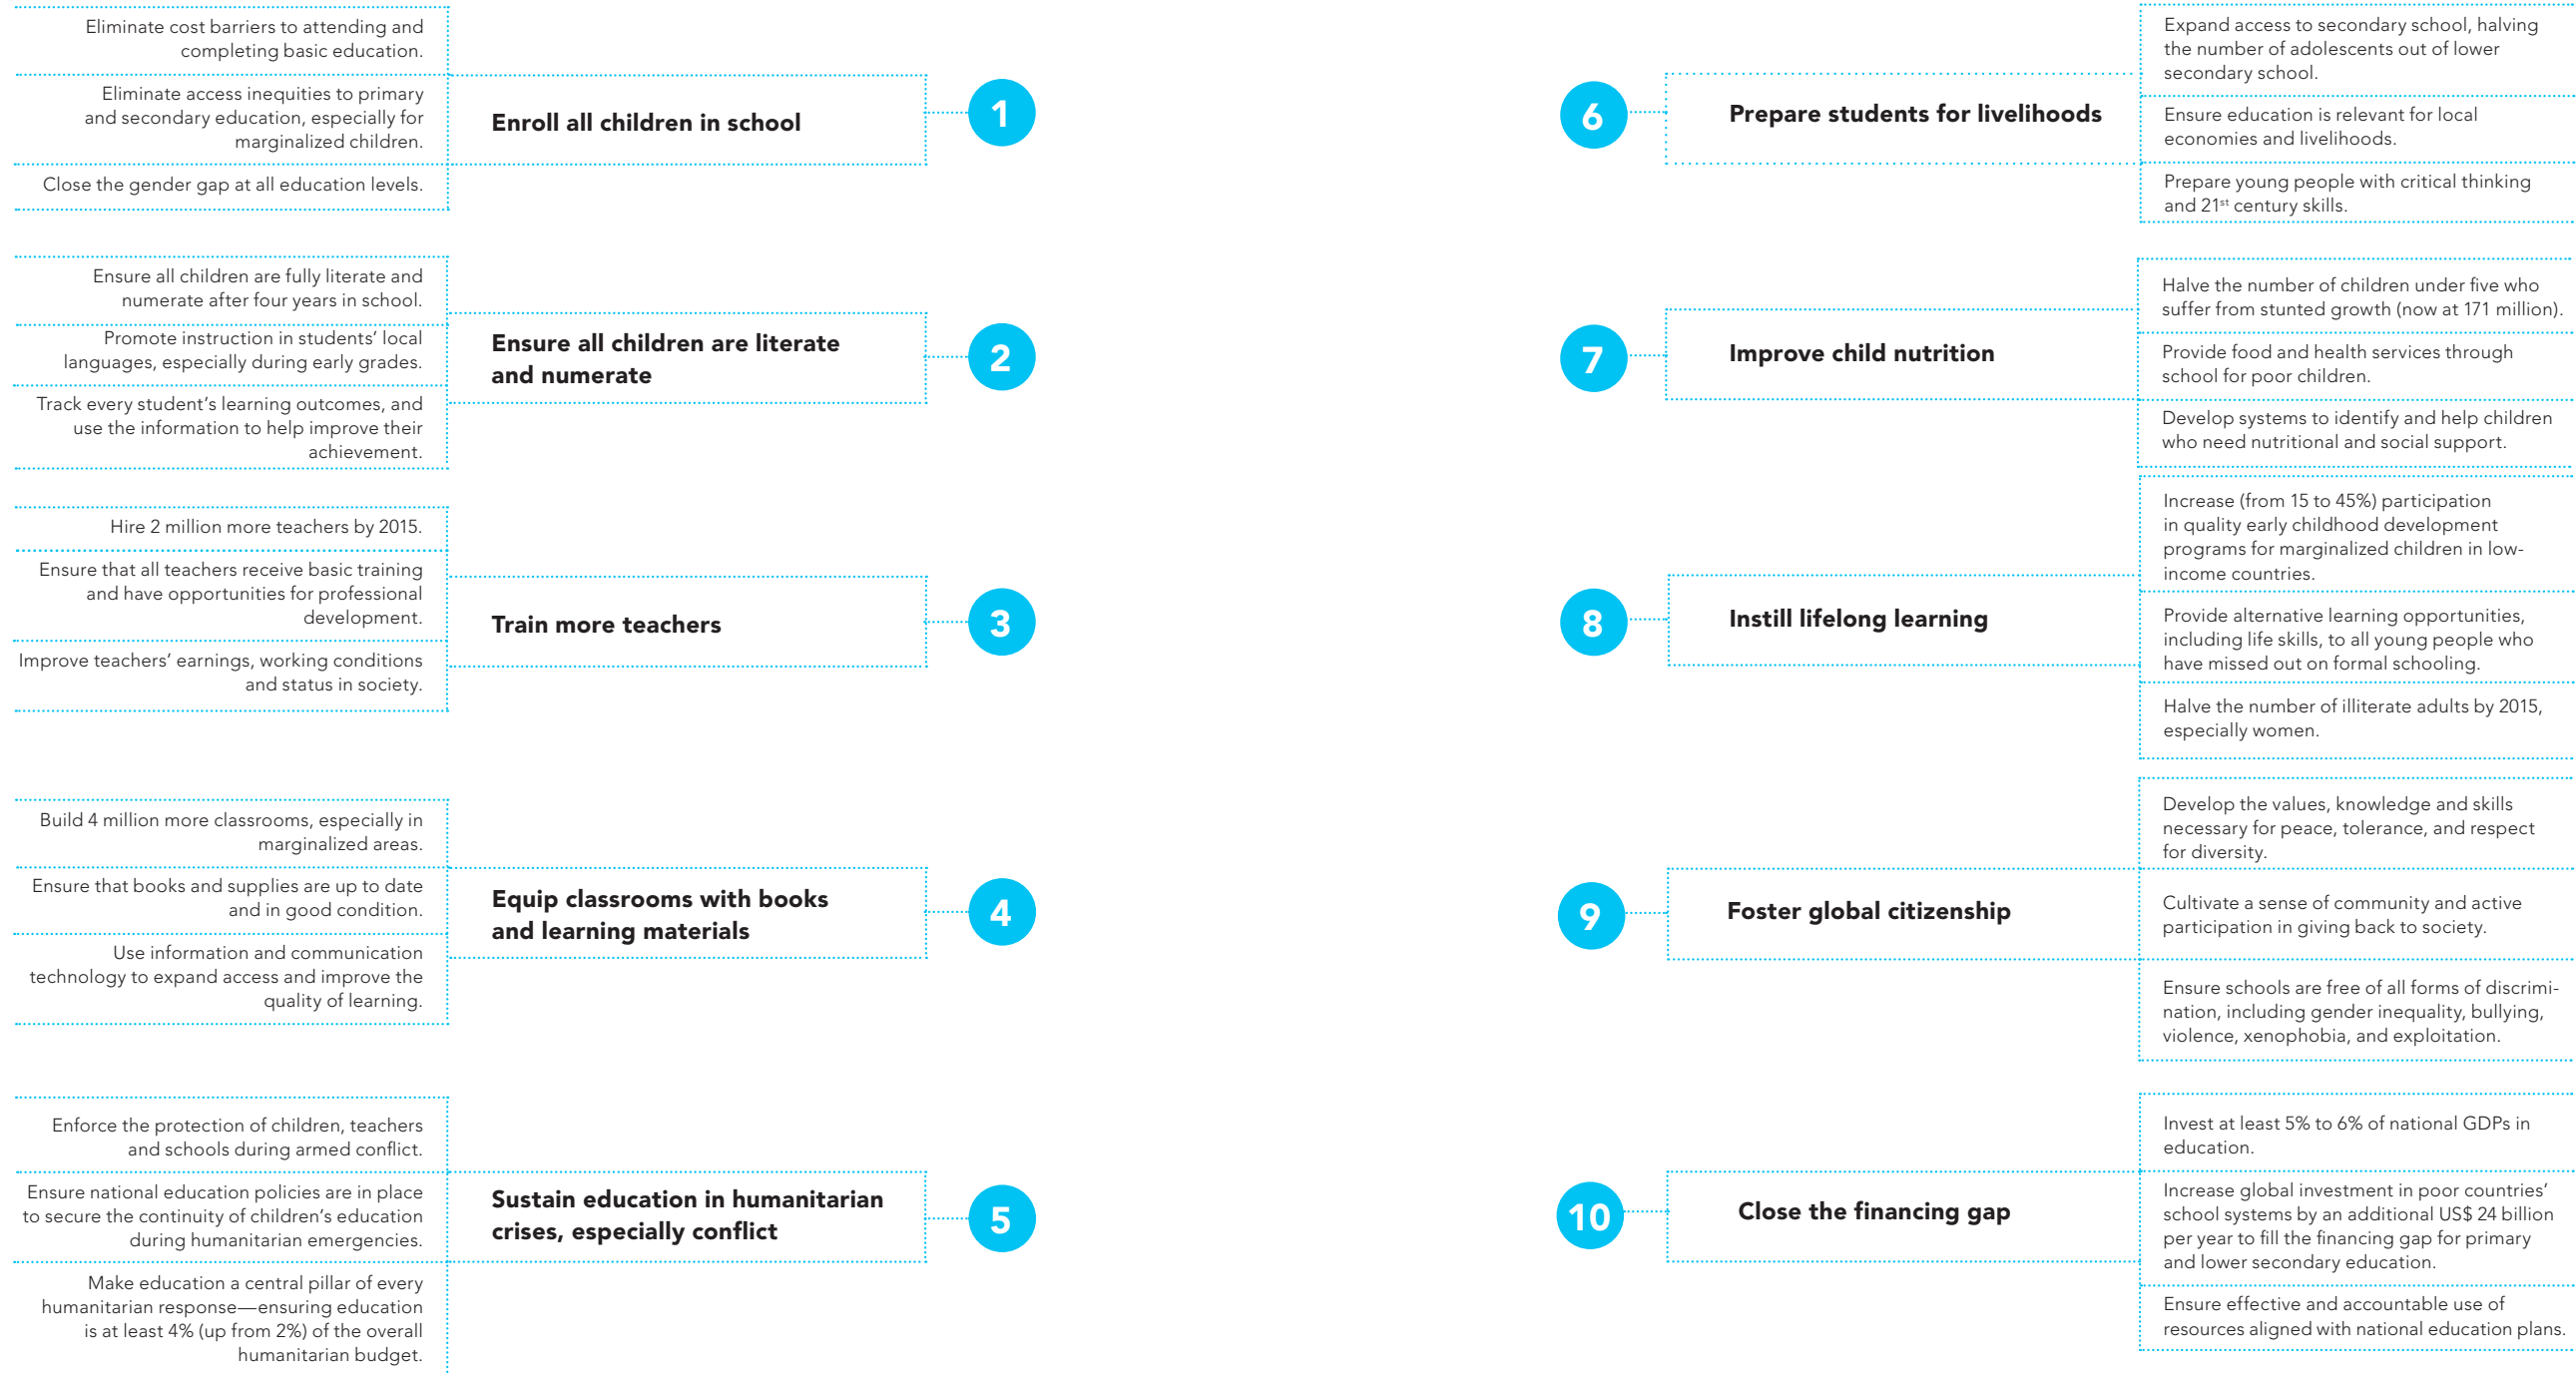 Eliminate cost barriers to attending and
completing basic education.
Eliminate access inequities to primary
and secondary education, especially for
marginalized children.
Close the gender gap at all education levels.
Enroll all children in school
1
Ensure all children are fully literate and
numerate after four years in school.
Promote instruction in students’ local
languages, especially during early grades.
Track every student’s learning outcomes, and
use the information to help improve their
achievement.
Ensure all children are literate
and numerate
2
Hire 2 million more teachers by 2015.
Ensure that all teachers receive basic training
and have opportunities for professional
development.
Improve teachers’ earnings, working conditions
and status in society.
Train more teachers
3
Build 4 million more classrooms, especially in
marginalized areas.
Ensure that books and supplies are up to date
and in good condition.
Use information and communication
technology to expand access and improve the
quality of learning.
Equip classrooms with books
and learning materials
4
Enforce the protection of children, teachers
and schools during armed conflict.
Ensure national education policies are in place
to secure the continuity of children’s education
during humanitarian emergencies.
Make education a central pillar of every
humanitarian response—ensuring education
is at least 4% (up from 2%) of the overall
humanitarian budget.
Sustain education in humanitarian
crises, especially conflict
5
6
Prepare students for livelihoods
Expand access to secondary school, halving
the number of adolescents out of lower
secondary school.
Ensure education is relevant for local
economies and livelihoods.
Prepare young people with critical thinking
and 21st century skills.
7
Improve child nutrition
Halve the number of children under five who
suffer from stunted growth (now at 171 million).
Provide food and health services through
school for poor children.
Develop systems to identify and help children
who need nutritional and social support.
8
Instill lifelong learning
Increase (from 15 to 45%) participation
in quality early childhood development
programs for marginalized children in low-
income countries.
Provide alternative learning opportunities,
including life skills, to all young people who
have missed out on formal schooling.
Halve the number of illiterate adults by 2015,
especially women.
9
Foster global citizenship
Develop the values, knowledge and skills
necessary for peace, tolerance, and respect
for diversity.
Cultivate a sense of community and active
participation in giving back to society.
Ensure schools are free of all forms of discrimi-
nation, including gender inequality, bullying,
violence, xenophobia, and exploitation.
10
Close the financing gap
Invest at least 5% to 6% of national GDPs in
education.
Increase global investment in poor countries’
school systems by an additional US$ 24 billion
per year to fill the financing gap for primary
and lower secondary education.
Ensure effective and accountable use of
resources aligned with national education plans.